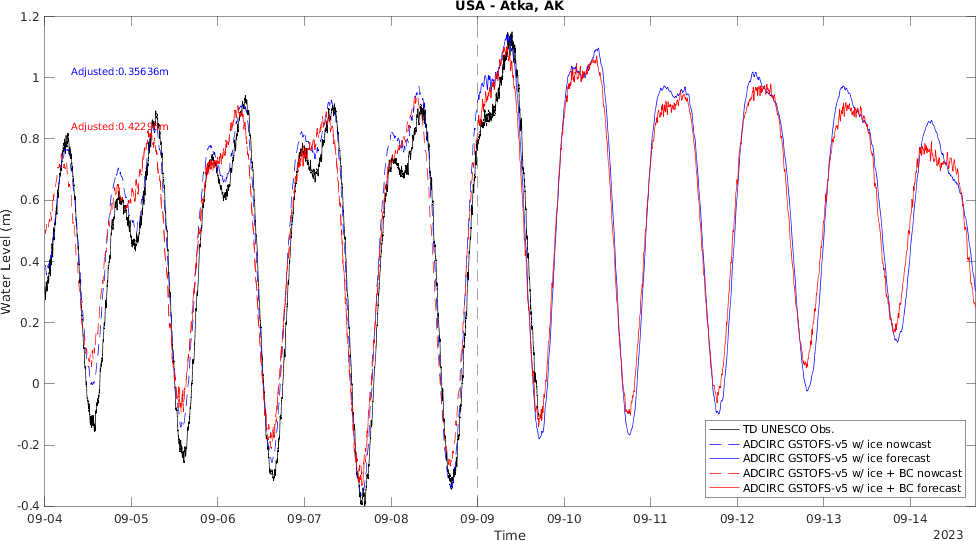 USA - Atka, AK
1.2
1
0.8
0.6
0.4
0.2
0
-0.2
-0.4
Water Level (m)
Adjusted:0.35636m
TD UNESCO Obs.
ADCIRC GSTOFS-v5 w/ ice nowcast
ADCIRC GSTOFS-v5 w/ ice forecast
ADCIRC GSTOFS-v5 w/ ice + BC nowcast
ADCIRC GSTOFS-v5 w/ ice + BC forecast
09-04 09-05 09-06 09-07 09-08 09-09 09-10 09-11 09-12 09-13 09-14
Time
2023